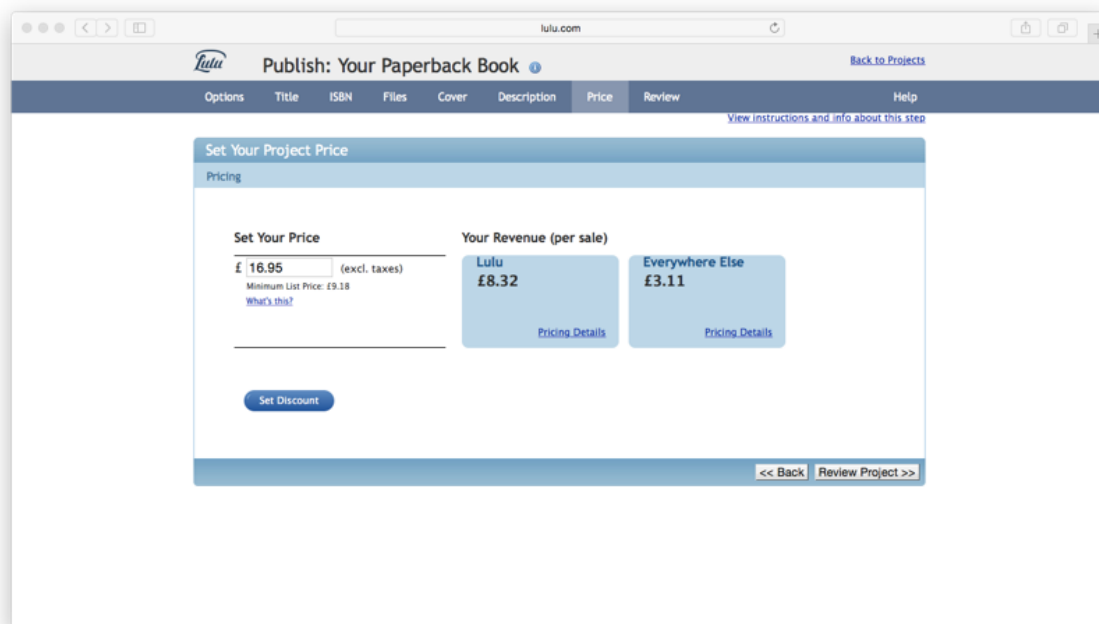 lulu.com
Lulu
Publish: Your Paperback Book i
Back to Projects
Options Title ISBN Files Cover Description Price Review Help
View instructions and info about this step
Set Your Project Price
Pricing
Set Your Price
£ 16.95 (excl. taxes)
Minimum List Price: £9.18
What's this?
Your Revenue (per sale)
Lulu
£8.32
Pricing Details
Everywhere Else
£3.11
Pricing Details
Set Discount
<< Back Review Project >>